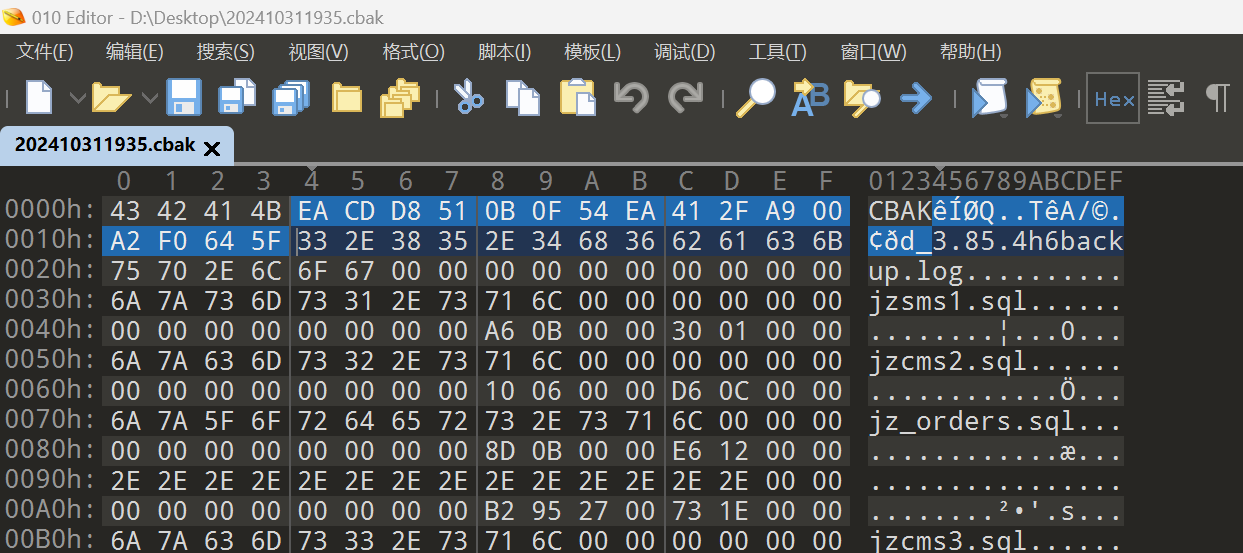 010 Editor - D:\Desktop\202410311935.cbak
文件(F) 编辑(E) 搜索(S) 视图(V) 格式(O) 脚本(I) 模板(L) 调试(D) 工具(T) 窗口(W) 帮助(H)
Hex
202410311935.cbak
0 1 2 3 4 5 6 7 8 9 A B C D E F 0123456789ABCDEF
0000h: 43 42 41 4B EA CD D8 51 0B 0F 54 EA 41 2F A9 00 CBAKêÍØQ..TêA/©.
0010h: A2 F0 64 5F 33 2E 38 35 2E 34 68 36 62 61 63 6B ¢ðd_3.85.4h6back
0020h: 75 70 2E 6C 6F 67 00 00 00 00 00 00 00 00 00 00 up.log..........
0030h: 6A 7A 73 6D 73 31 2E 73 71 6C 00 00 00 00 00 00 jzsms1.sql......
0040h: 00 00 00 00 00 00 00 00 A6 0B 00 00 30 01 00 00 ........¦...0...
0050h: 6A 7A 63 6D 73 32 2E 73 71 6C 00 00 00 00 00 00 jzcms2.sql......
0060h: 00 00 00 00 00 00 00 00 10 06 00 00 D6 0C 00 00 ............Ö...
0070h: 6A 7A 5F 6F 72 64 65 72 73 2E 73 71 6C 00 00 00 jz_orders.sql...
0080h: 00 00 00 00 00 00 00 00 8D 0B 00 00 E6 12 00 00 ............æ...
0090h: 2E 2E 2E 2E 2E 2E 2E 2E 2E 2E 2E 2E 2E 2E 00 00 ................
00A0h: 00 00 00 00 00 00 00 00 B2 95 27 00 73 1E 00 00 ........²•'.s...
00B0h: 6A 7A 63 6D 73 33 2E 73 71 6C 00 00 00 00 00 00 jzcms3.sql......